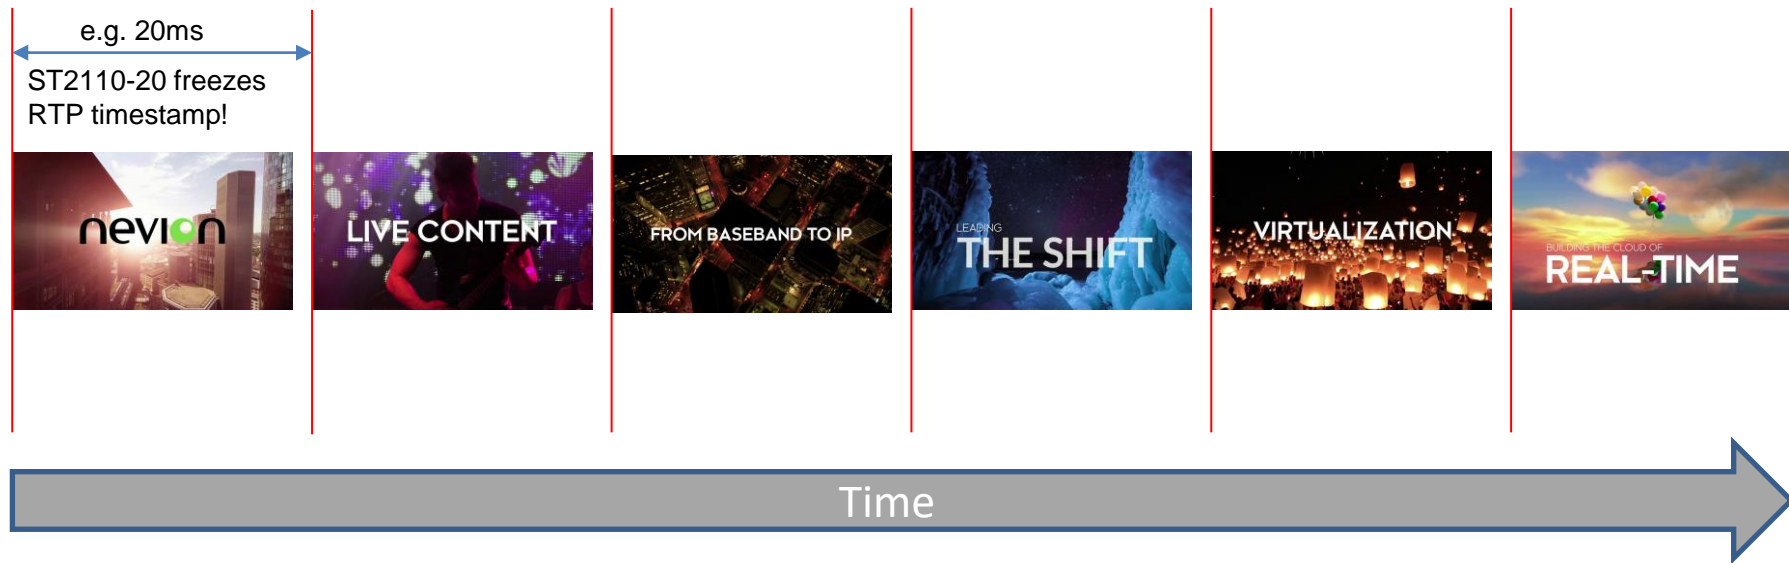 e.g. 20ms
ST2110-20 freezes
RTP timestamp!
nevion
LIVE CONTENT
FROM BASEBAND TO IP
LEADING
THE SHIFT
VIRTUALIZATION
BUILDING THE CLOUD OF
REAL-TIME
Time